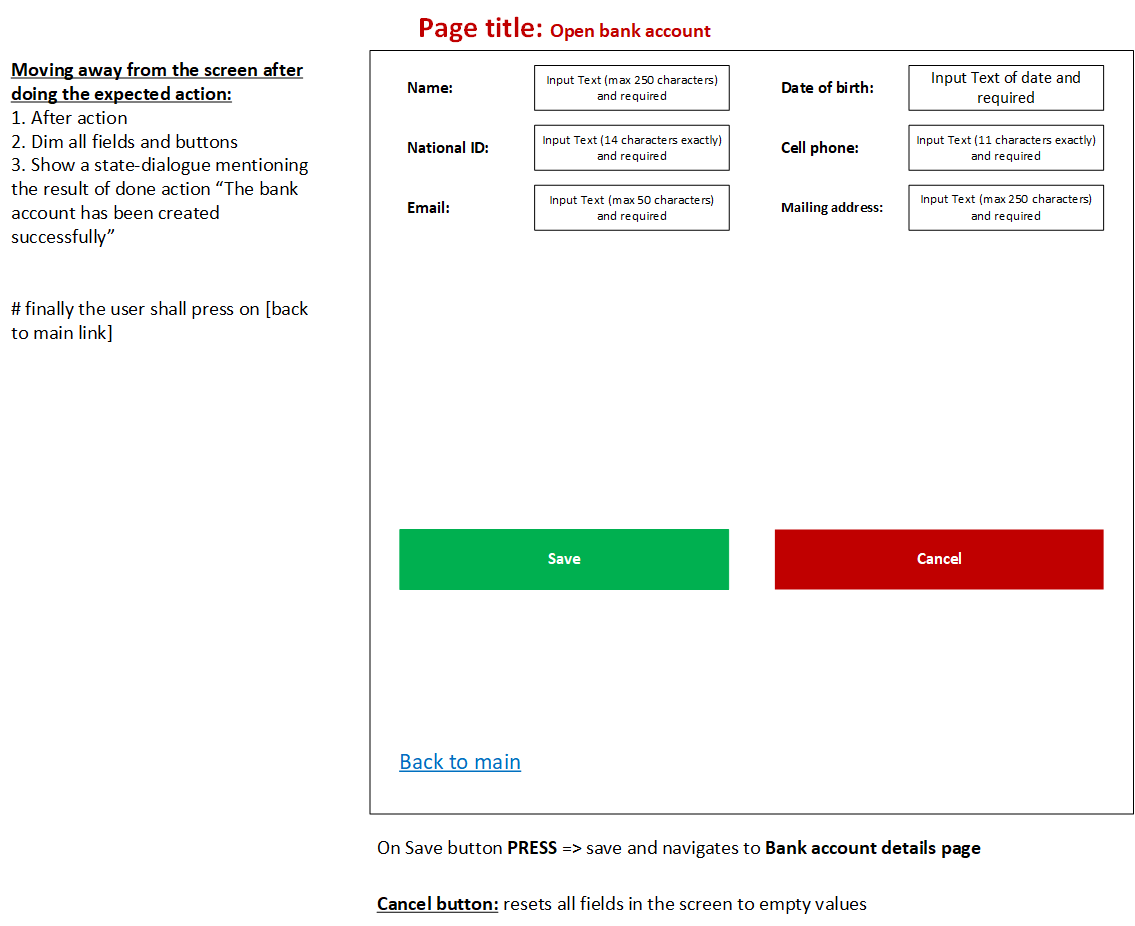 Page title: Open bank account
Moving away from the screen after
doing the expected action:
1. After action
2. Dim all fields and buttons
3. Show a state-dialogue mentioning
the result of done action “The bank
account has been created
successfully”
# finally the user shall press on [back
to main link]
Name:
Input Text (max 250 characters)
and required
Date of birth:
Input Text of date and
required
National ID:
Input Text (14 characters exactly)
and required
Cell phone:
Input Text (11 characters exactly)
and required
Email:
Input Text (max 50 characters)
and required
Mailing address:
Input Text (max 250 characters)
and required
Save
Cancel
Back to main
On Save button PRESS => save and navigates to Bank account details page
Cancel button: resets all fields in the screen to empty values